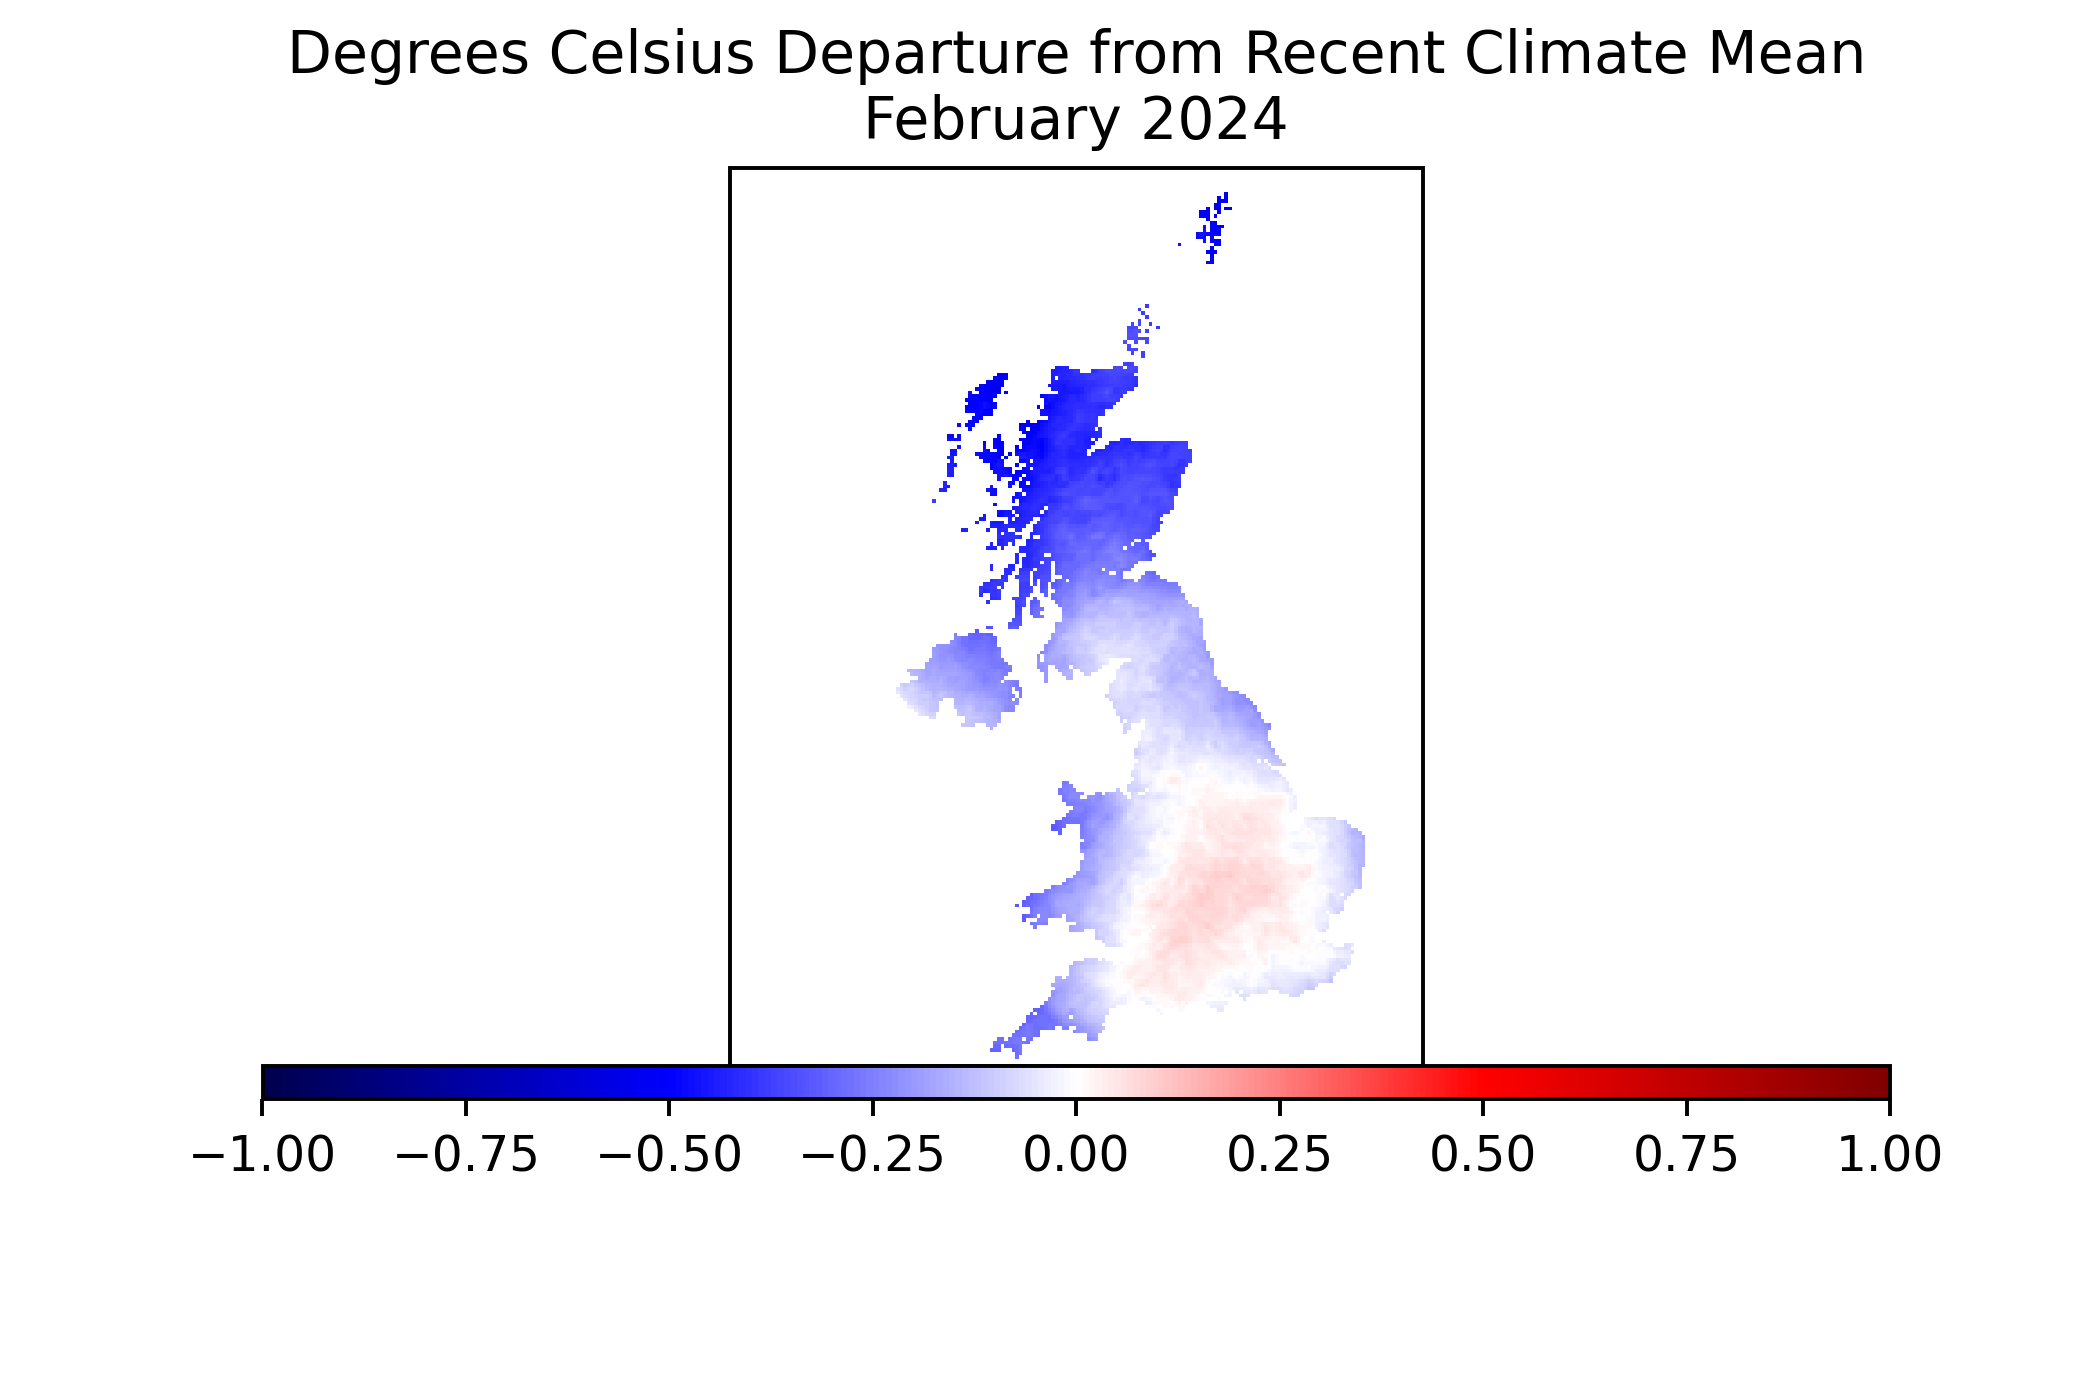 Degrees Celsius Departure from Recent Climate Mean
February 2024
−1.00 −0.75 −0.50 −0.25 0.00 0.25 0.50 0.75 1.00